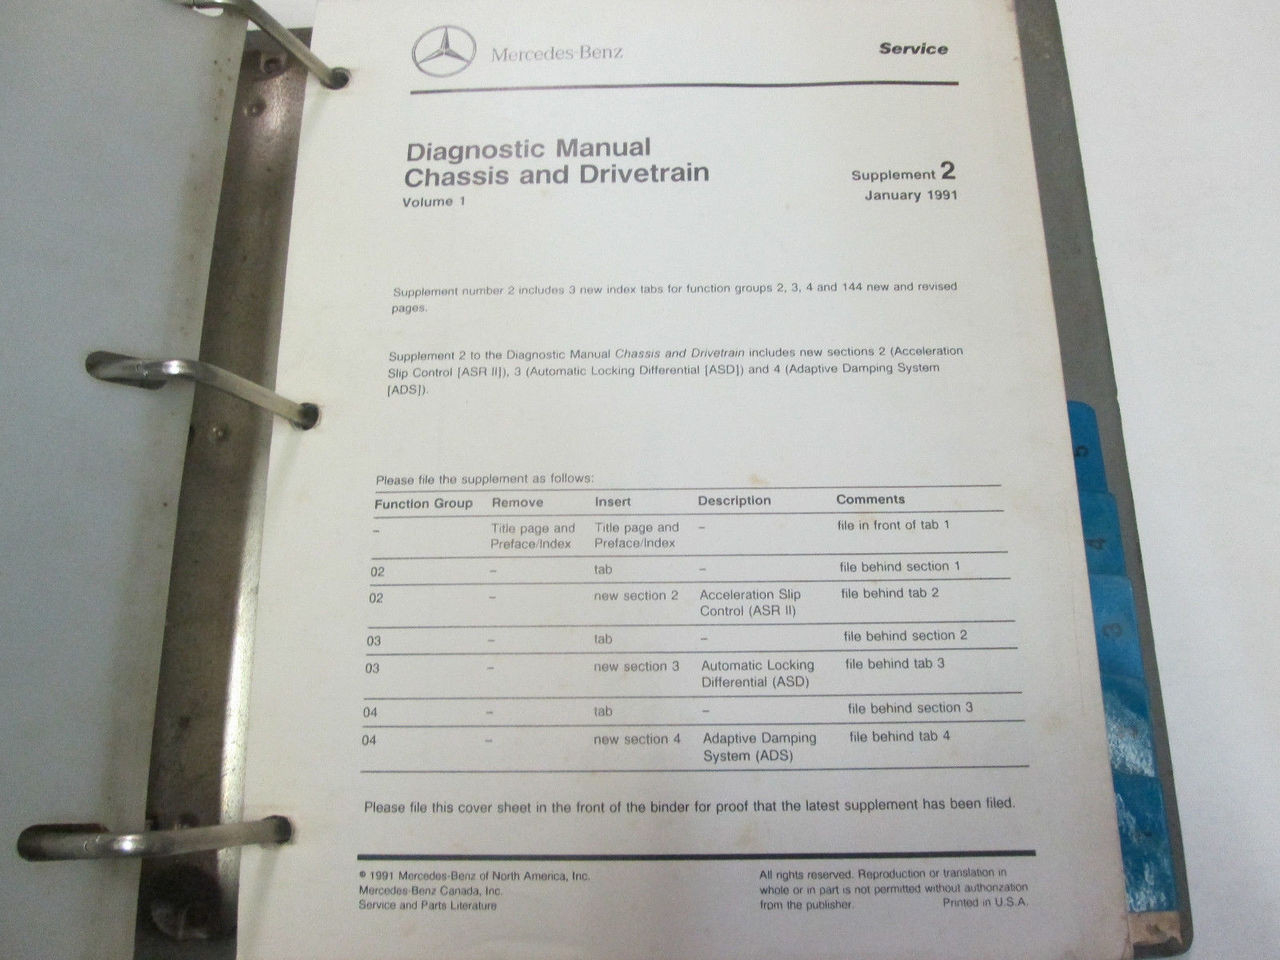 Mercedes-Benz
Service
Diagnostic Manual
Chassis and Drivetrain
Volume 1
Supplement 2
January 1991
Supplement number 2 includes 3 new index tabs for function groups 2, 3, 4 and 144 new and revised
pages.
Supplement 2 to the Diagnostic Manual Chassis and Drivetrain includes new sections 2 (Acceleration
Slip Control [ASR II]), 3 (Automatic Locking Differential [ASD]) and 4 (Adaptive Damping System
[ADS]).
Please file the supplement as follows:
Function Group Remove Insert Description Comments
– Title page and Title page and – file in front of tab 1
Preface/Index Preface/Index
02 – tab – file behind section 1
02 – new section 2 Acceleration Slip file behind tab 2
Control (ASR II)
03 – tab – file behind section 2
03 – new section 3 Automatic Locking file behind tab 3
Differential (ASD)
04 – tab – file behind section 3
04 – new section 4 Adaptive Damping file behind tab 4
System (ADS)
Please file this cover sheet in the front of the binder for proof that the latest supplement has been filed.
© 1991 Mercedes-Benz of North America, Inc.
Mercedes-Benz Canada, Inc.
Service and Parts Literature
All rights reserved. Reproduction or translation in
whole or in part is not permitted without authorization
from the publisher. Printed in U.S.A.
5
4
3